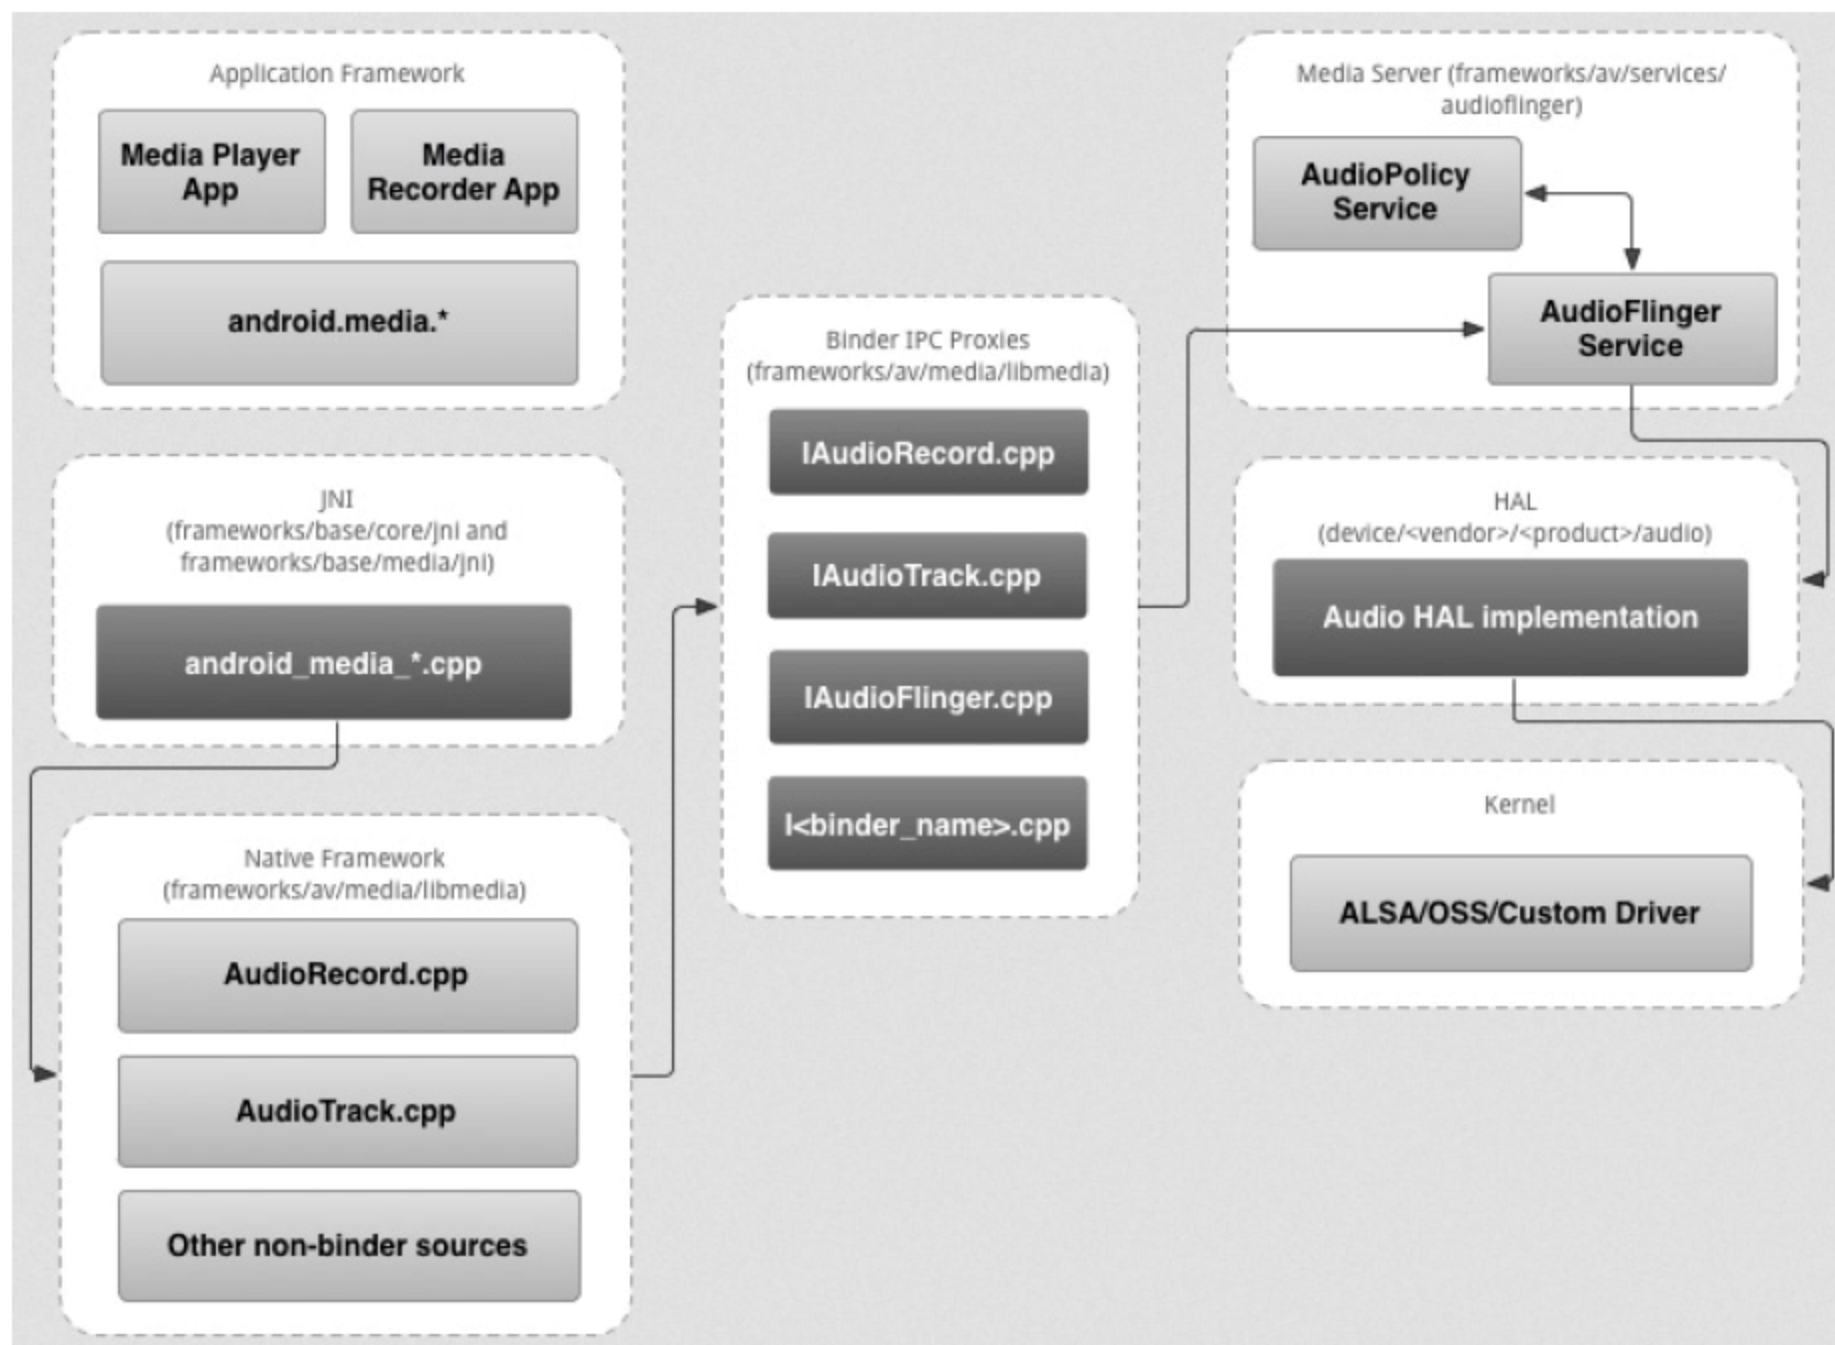 Application Framework
Media Player
App
Media
Recorder App
android.media.*
JNI
(frameworks/base/core/jni and
frameworks/base/media/jni)
android_media_*.cpp
Native Framework
(frameworks/av/media/libmedia)
AudioRecord.cpp
AudioTrack.cpp
Other non-binder sources
Binder IPC Proxies
(frameworks/av/media/libmedia)
IAudioRecord.cpp
IAudioTrack.cpp
IAudioFlinger.cpp
I<binder_name>.cpp
Media Server (frameworks/av/services/
audioflinger)
AudioPolicy
Service
AudioFlinger
Service
HAL
(device/<vendor>/<product>/audio)
Audio HAL implementation
Kernel
ALSA/OSS/Custom Driver